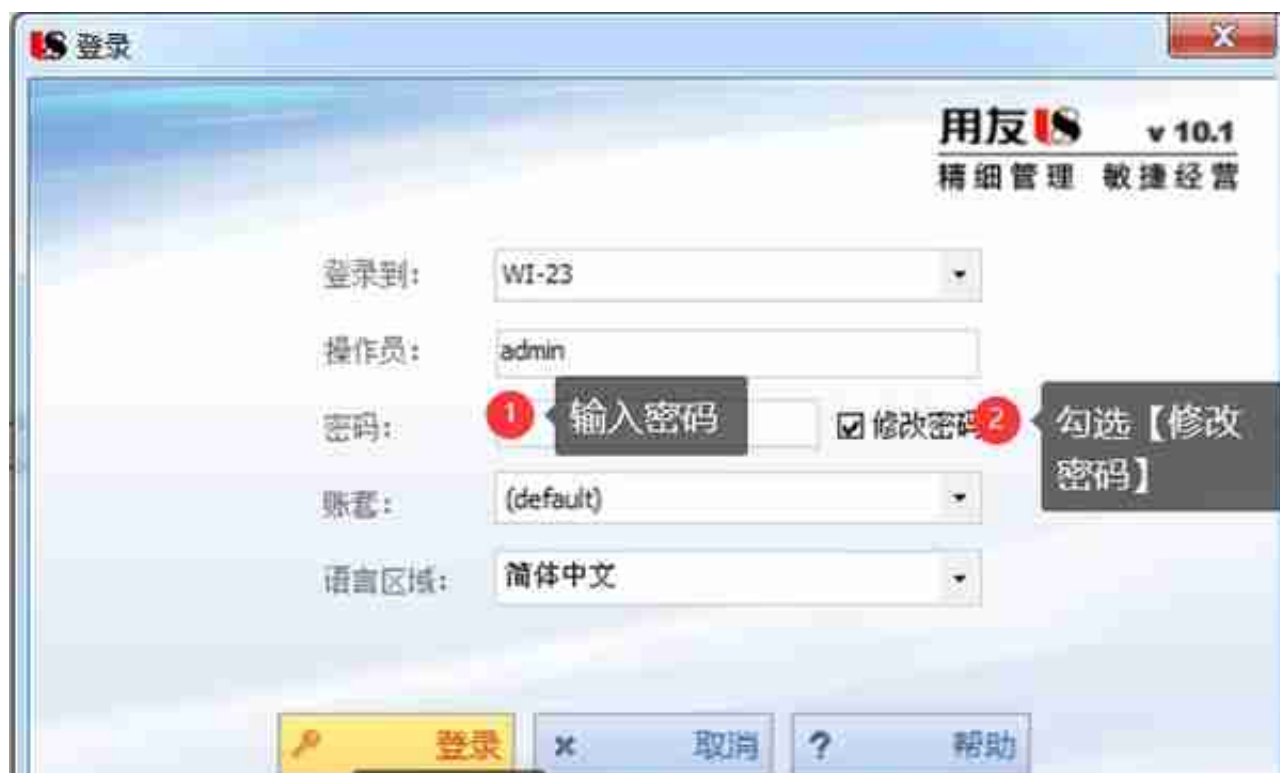 U8 登录
X
用友U8 v 10.1
精细管理 敏捷经营
登录到: WI-23
操作员: admin
密码: 1 输入密码 修改密码 2 勾选【修改
密码】
账套: (default)
语言区域: 简体中文
登录 取消 ? 帮助